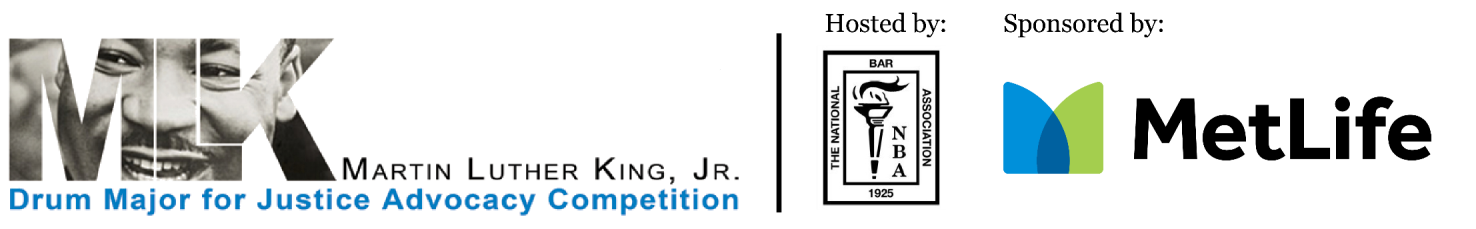 MLK
MARTIN LUTHER KING, JR.
Drum Major for Justice Advocacy Competition
Hosted by:
BAR
THE NATIONAL
ASSOCIATION
NBA
1925
Sponsored by:
MetLife